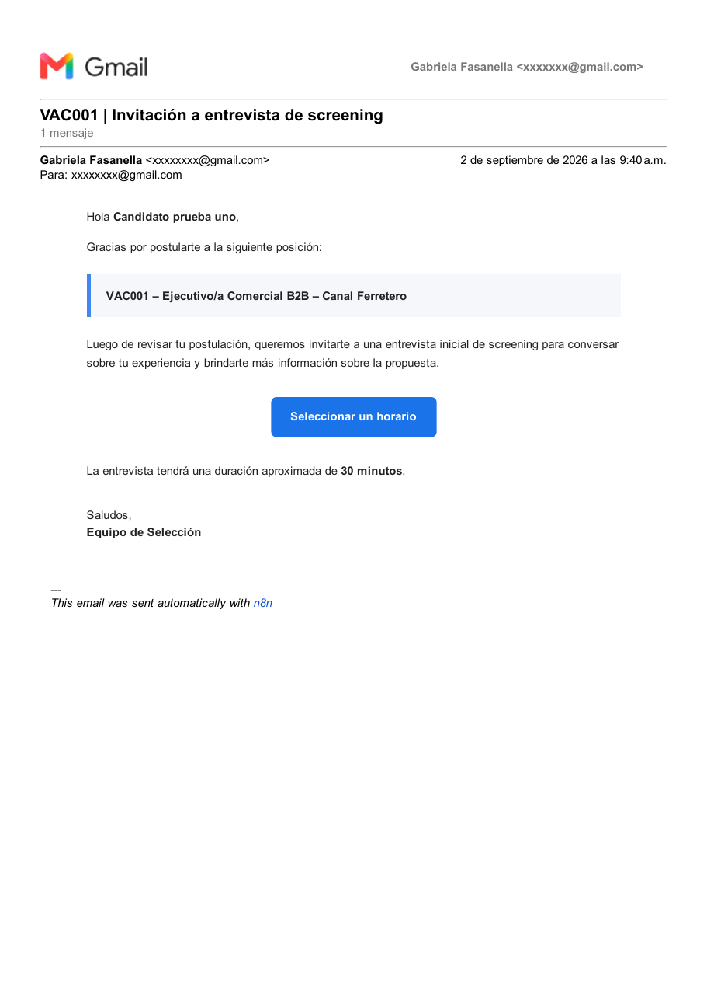 Gmail
Gabriela Fasanella <xxxxxxx@gmail.com>
VAC001 | Invitación a entrevista de screening
1 mensaje
Gabriela Fasanella <xxxxxxxx@gmail.com>
2 de septiembre de 2026 a las 9:40 a.m.
Para: xxxxxxxx@gmail.com
Hola Candidato prueba uno,
Gracias por postularte a la siguiente posición:
VAC001 – Ejecutivo/a Comercial B2B – Canal Ferretero
Luego de revisar tu postulación, queremos invitarte a una entrevista inicial de screening para conversar
sobre tu experiencia y brindarte más información sobre la propuesta.
Seleccionar un horario
La entrevista tendrá una duración aproximada de 30 minutos.
Saludos,
Equipo de Selección
---
This email was sent automatically with n8n